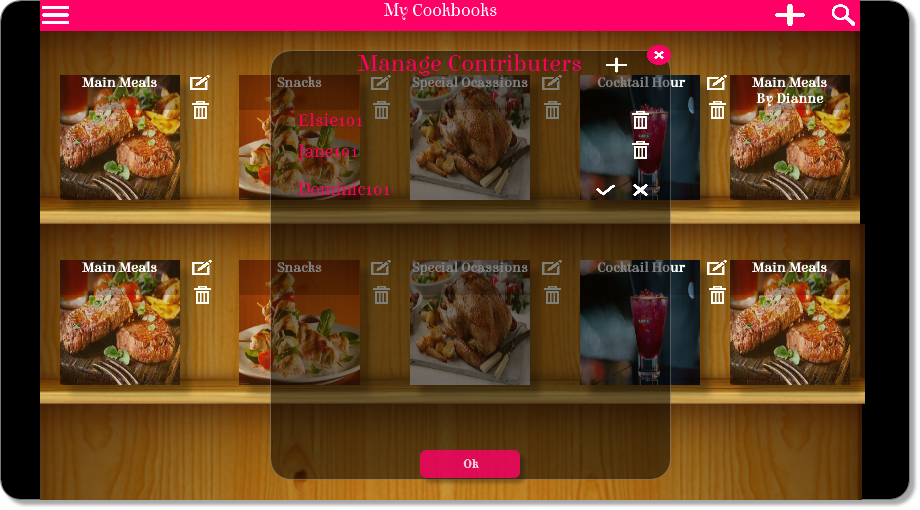 My Cookbooks
Manage Contributers
Main Meals
Snacks
Special Ocassions
Cocktail Hour
Main Meals
By Dianne
Elsie101
Jane101
Dominic101
Main Meals
Snacks
Special Ocassions
Cocktail Hour
Main Meals
Ok